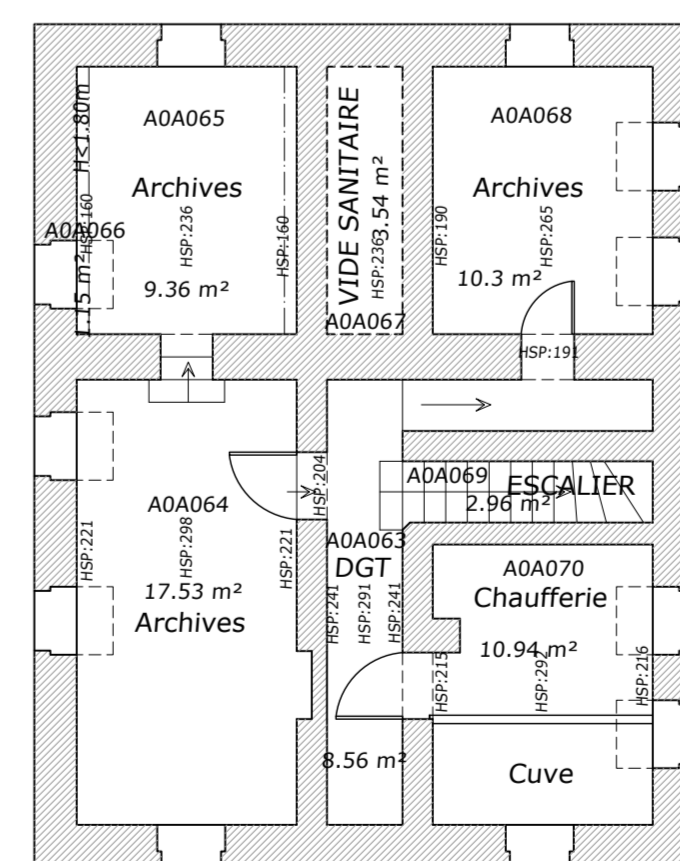 A0A065
Archives
HSP:236
9.36 m²
HSP:160
HSP:160
H<1.80m
A0A066
1.15 m²
VIDE SANITAIRE
3.54 m²
HSP:236
A0A067
A0A068
Archives
HSP:190
HSP:265
10.3 m²
HSP:191
A0A064
HSP:221
HSP:298
HSP:221
17.53 m²
Archives
HSP:204
A0A063
DGT
HSP:241
HSP:291
HSP:241
8.56 m²
A0A069
ESCALIER
2.96 m²
A0A070
Chaufferie
10.94 m²
HSP:215
HSP:292
HSP:216
Cuve